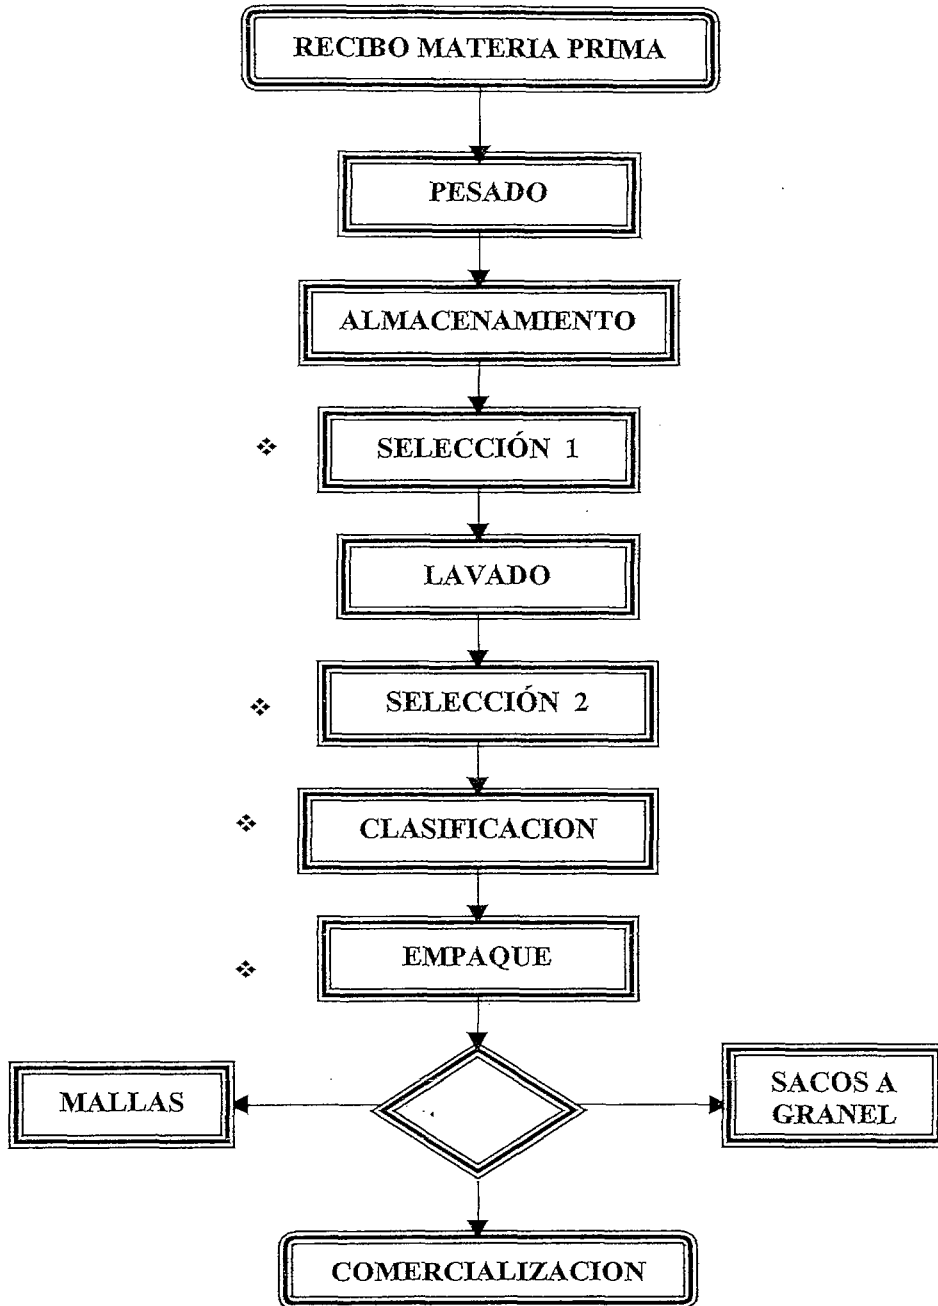 RECIBO MATERIA PRIMA
PESADO
ALMACENAMIENTO
SELECCIÓN 1
LAVADO
SELECCIÓN 2
CLASIFICACION
EMPAQUE
MALLAS
SACOS A
GRANEL
COMERCIALIZACION